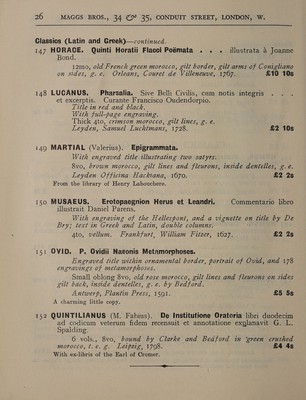 26 MAGGS BROS., 34 & 35, CONDUIT STREET, LONDON, W.
Classics (Latin and Greek)—continued.
147 HORACE. Quinti Horatii Flacci Poëmata . . . illustrata à Joanne
Bond.
12mo, old French green morocco, gilt border, gilt arms of Comigliano
on sides, g. e. Orleans, Couret de Villeneuve, 1767. £10 10s
148 LUCANUS. Pharsalia. Sive Belli Civilis, cum notis integris . . .
et excerptis. Curante Francisco Oudendorpio.
Title in red and black.
With full-page engraving.
Thick 4to, crimson morocco, gilt lines, g. e.
Leyden, Samuel Luchtmans, 1728. £2 10s
149 MARTIAL (Valerius). Epigrammata.
With engraved title illustrating two satyrs.
8vo, brown morocco, gilt lines and fleurons, inside dentelles, g. e.
Leyden Officina Hackiana, 1670. £2 2s
From the library of Henry Labouchere.
150 MUSAEUS. Erotopaegnion Herus et Leandri. Commentario libro
illustrait Daniel Parens.
With engraving of the Hellespont, and a vignette on title by De
Bry; text in Greek and Latin, double columns.
4to, vellum. Frankfurt, William Fitzer, 1627. £2 2s
151 OVID. P. Ovidii Nasonis Metamorphoses.
Engraved title within ornamental border, portrait of Ovid, and 178
engravings of metamorphoses.
Small oblong 8vo, old rose morocco, gilt lines and fleurons on sides
gilt back, inside dentelles, g. e. by Bedford.
Antwerp, Plantin Press, 1591. £5 5s
A charming little copy.
152 QUINTILIANUS (M. Fabius). De Institutione Oratoria libri duodecim
ad codicum veterum fidem recensuit et annotatione explanavit G. L.
Spalding.
6 vols., 8vo, bound by Clarke and Bedford in green crushed
morocco, t. e. g. Leipzig, 1798. £4 4s
With ex-libris of the Earl of Cromer.